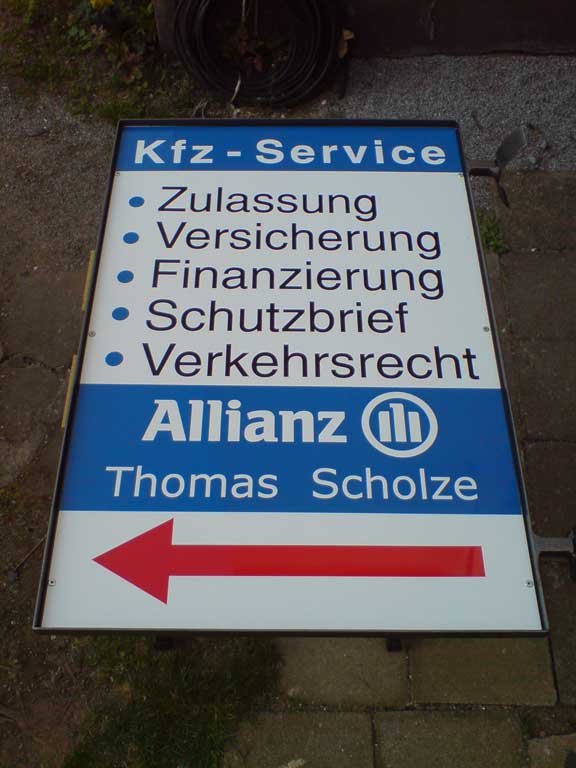 Kfz - Service
• Zulassung
• Versicherung
• Finanzierung
• Schutzbrief
• Verkehrsrecht
Allianz
Thomas Scholze